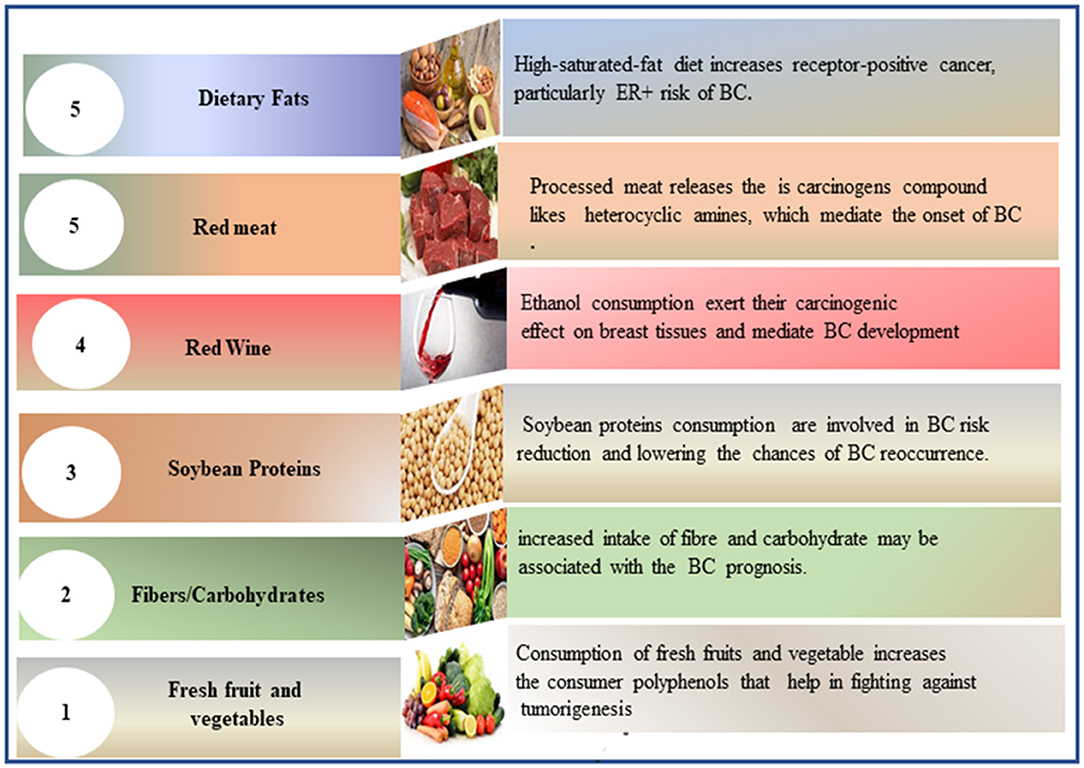 5
Dietary Fats
High-saturated-fat diet increases receptor-positive cancer,
particularly ER+ risk of BC.
5
Red meat
Processed meat releases the is carcinogens compound
likes heterocyclic amines, which mediate the onset of BC
.
4
Red Wine
Ethanol consumption exert their carcinogenic
effect on breast tissues and mediate BC development
3
Soybean Proteins
Soybean proteins consumption are involved in BC risk
reduction and lowering the chances of BC reoccurrence.
2
Fibers/Carbohydrates
increased intake of fibre and carbohydrate may be
associated with the BC prognosis.
1
Fresh fruit and
vegetables
Consumption of fresh fruits and vegetable increases
the consumer polyphenols that help in fighting against
tumorigenesis